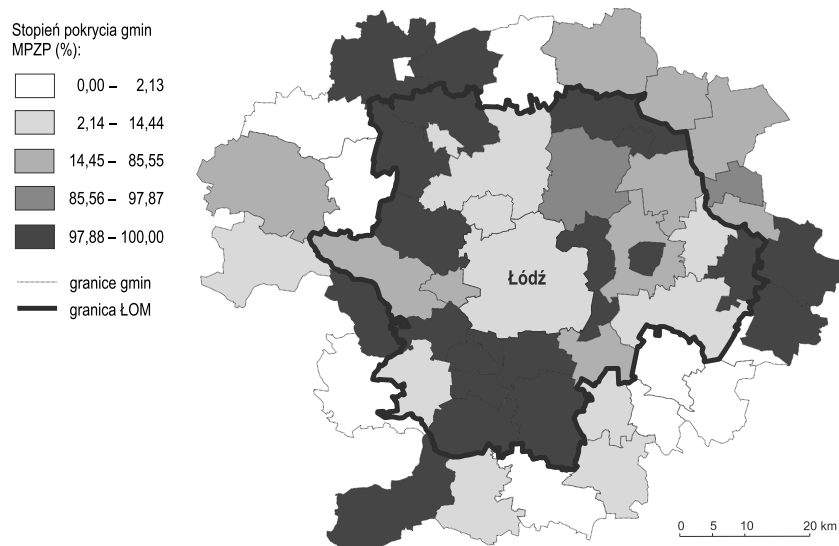 Stopień pokrycia gmin
MPZP (%):
0,00 – 2,13
2,14 – 14,44
14,45 – 85,55
85,56 – 97,87
97,88 – 100,00
granice gmin
granica ŁOM
Łódź
0 5 10 20 km